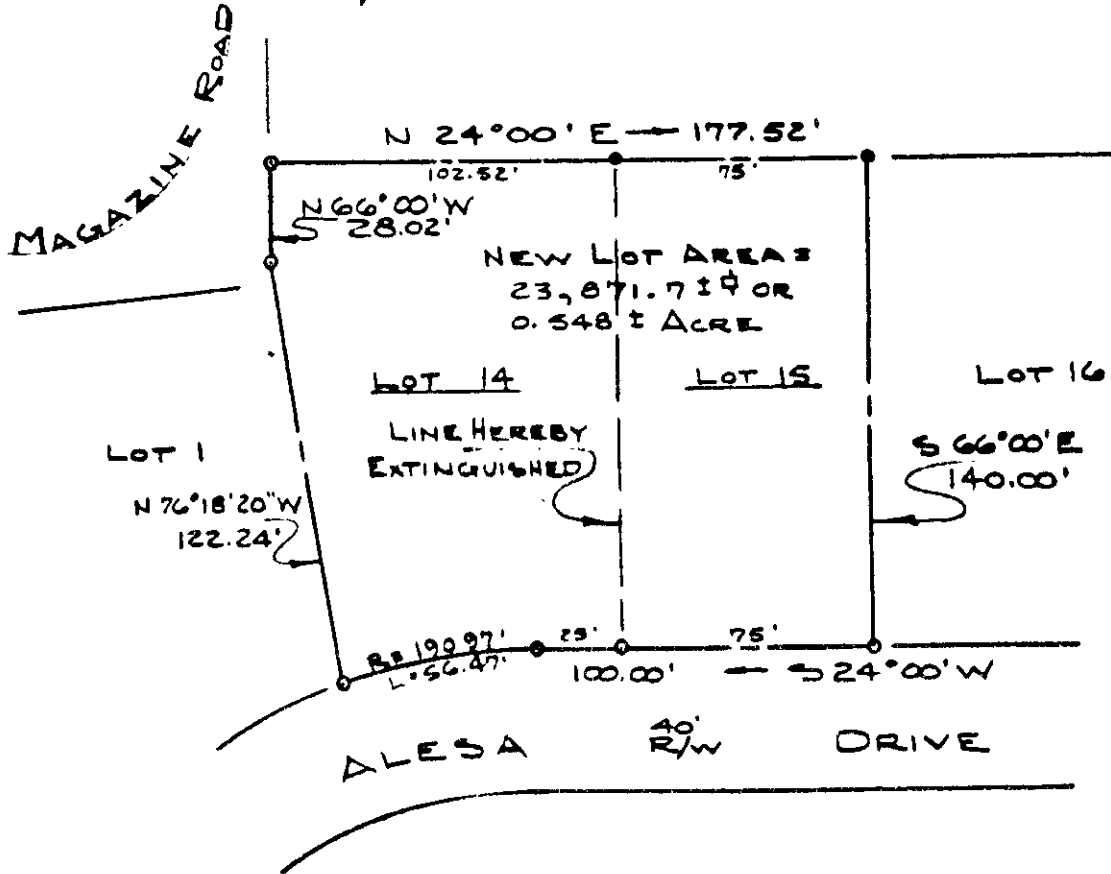 MAGAZINE ROAD
N 24°00' E — 177.52'
102.52'
75'
N 66°00' W
28.02'
NEW LOT AREA =
23,871.7 ± ⏍ OR
0.548 ± ACRE
LOT 14
LOT 15
LOT 16
LINE HEREBY
EXTINGUISHED
S 66°00' E
140.00'
LOT 1
N 76°18'20" W
122.24'
R= 190.97'
L=56.47'
25'
75'
100.00' — S 24°00' W
ALESA 40' R/W DRIVE